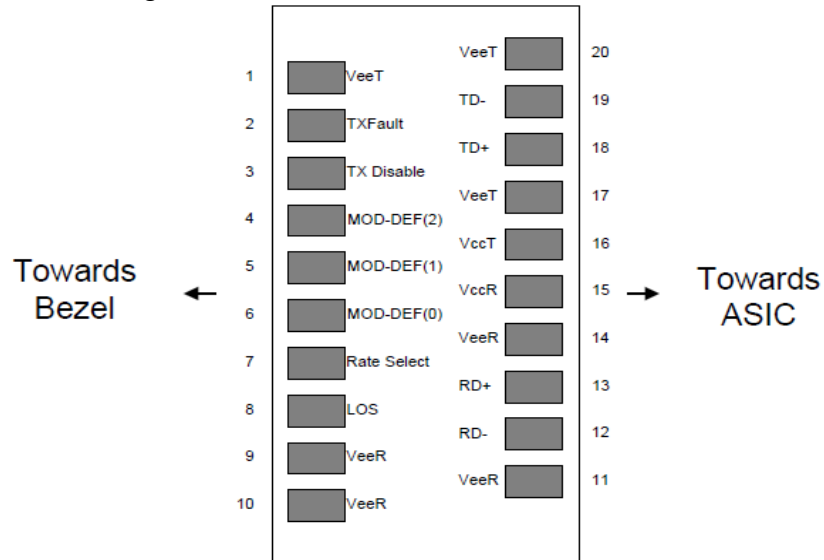 VeeT 20
1 VeeT
TD- 19
2 TXFault
TD+ 18
3 TX Disable
VeeT 17
4 MOD-DEF(2)
VccT 16
5 MOD-DEF(1)
Towards
Bezel
VccR 15
Towards
ASIC
6 MOD-DEF(0)
VeeR 14
7 Rate Select
RD+ 13
8 LOS
RD- 12
9 VeeR
VeeR 11
10 VeeR